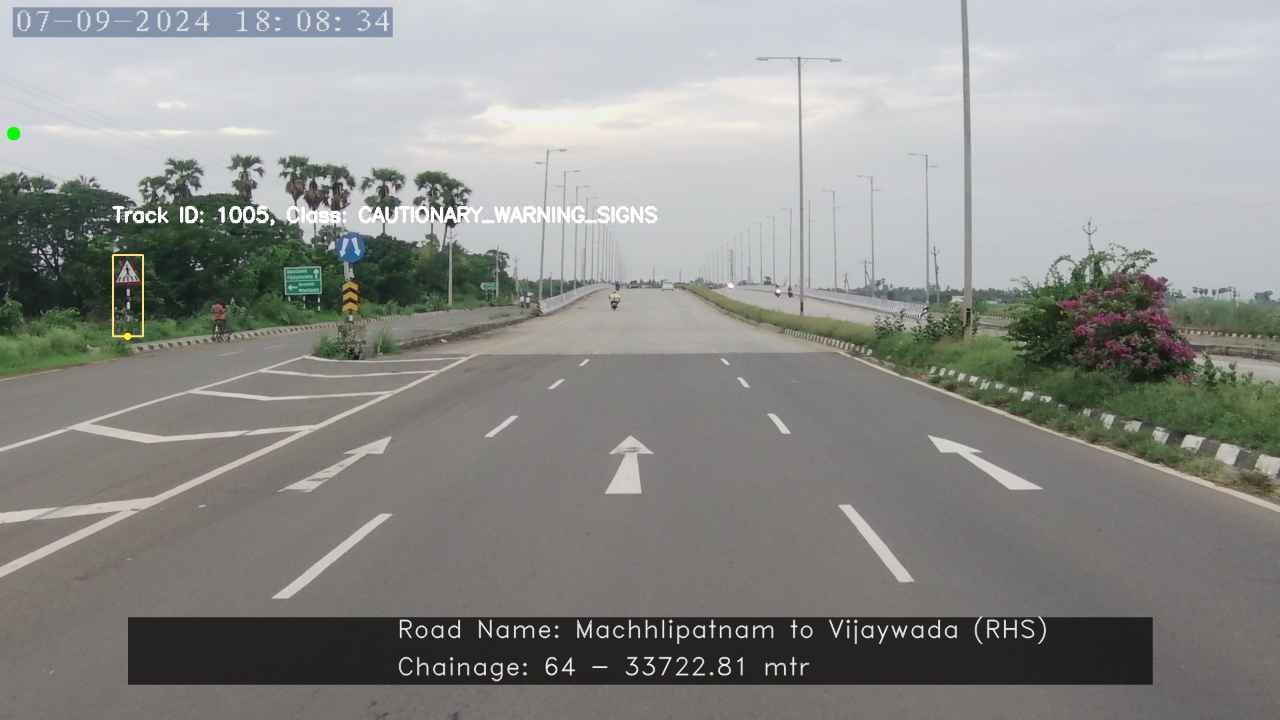 07-09-2024 18:08:34
Track ID: 1005, Class: CAUTIONARY_WARNING_SIGNS
Road Name: Machhlipatnam to Vijaywada (RHS)
Chainage: 64 - 33722.81 mtr